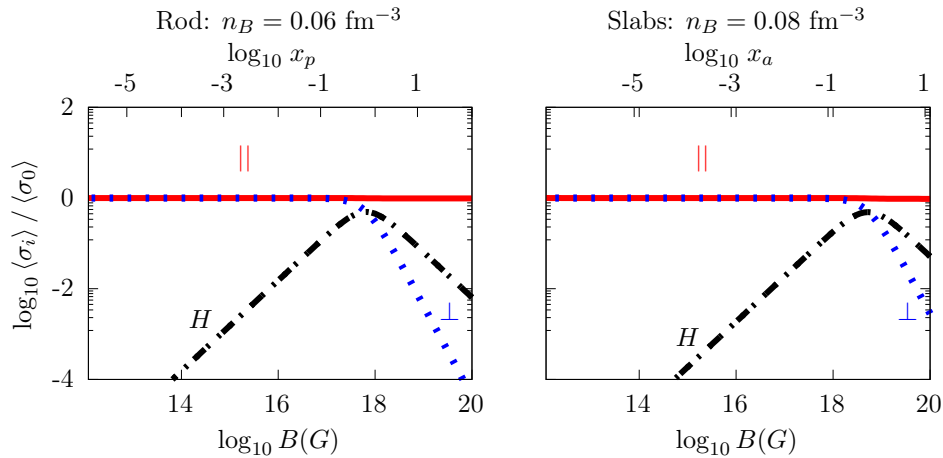 Rod: n_B = 0.06 fm⁻³
log₁₀ x_p
-5 -3 -1 1
2
0
-2
-4
log₁₀ ⟨σ_i⟩ / ⟨σ_0⟩
||
H
⊥
14 16 18 20
log₁₀ B(G)
Slabs: n_B = 0.08 fm⁻³
log₁₀ x_a
-5 -3 -1 1
||
H
⊥
14 16 18 20
log₁₀ B(G)